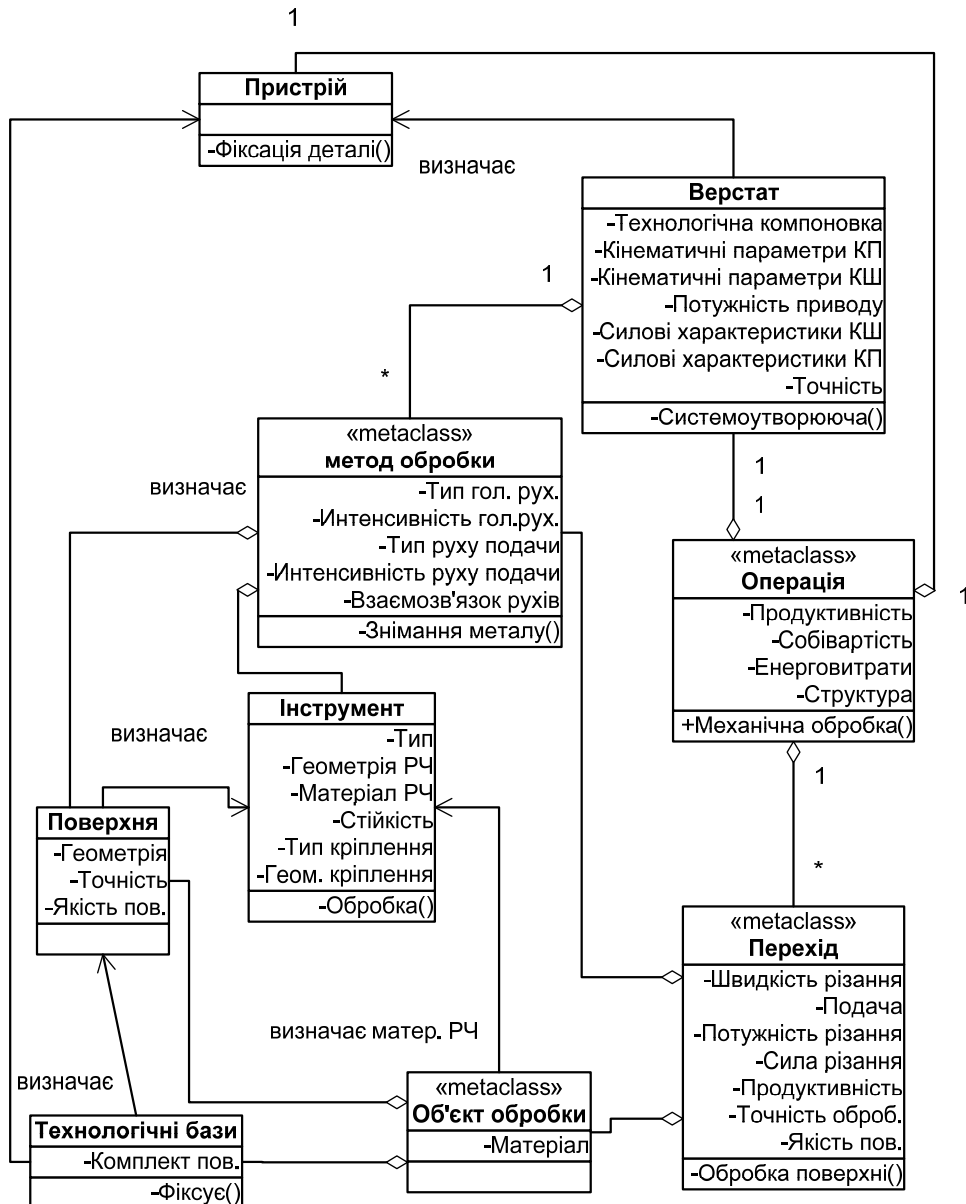 1
Пристрій
-Фіксація деталі()
визначає
Верстат
-Технологічна компоновка
-Кінематичні параметри КП
-Кінематичні параметри КШ
-Потужність приводу
-Силові характеристики КШ
-Силові характеристики КП
-Точність
-Системоутворююча()
1
*
«metaclass»
метод обробки
-Тип гол. рух.
-Интенсивність гол.рух.
-Тип руху подачи
-Интенсивність руху подачи
-Взаємозв'язок рухів
-Знімання металу()
визначає
1
1
«metaclass»
Операція
-Продуктивність
-Собівартість
-Енерговитрати
-Структура
+Механічна обробка()
1
1
*
Інструмент
-Тип
-Геометрія РЧ
-Матеріал РЧ
-Стійкість
-Тип кріплення
-Геом. кріплення
-Обробка()
визначає
Поверхня
-Геометрія
-Точність
-Якість пов.
«metaclass»
Перехід
-Швидкість різання
-Подача
-Потужність різання
-Сила різання
-Продуктивність
-Точність оброб.
-Якість пов.
-Обробка поверхні()
визначає матер. РЧ
«metaclass»
Об'єкт обробки
-Матеріал
визначає
Технологічні бази
-Комплект пов.
-Фіксує()